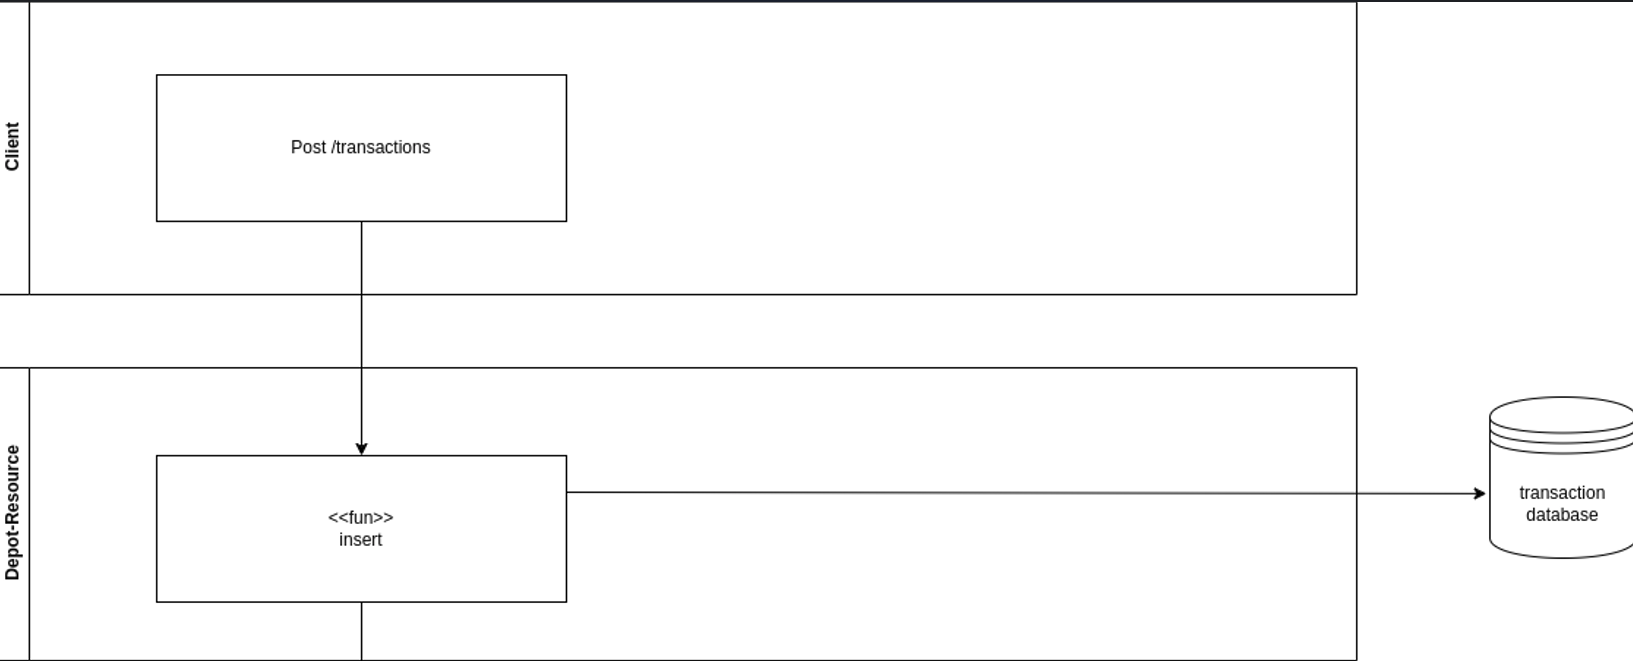 Client
Post /transactions
Depot-Resource
<<fun>>
insert
transaction
database